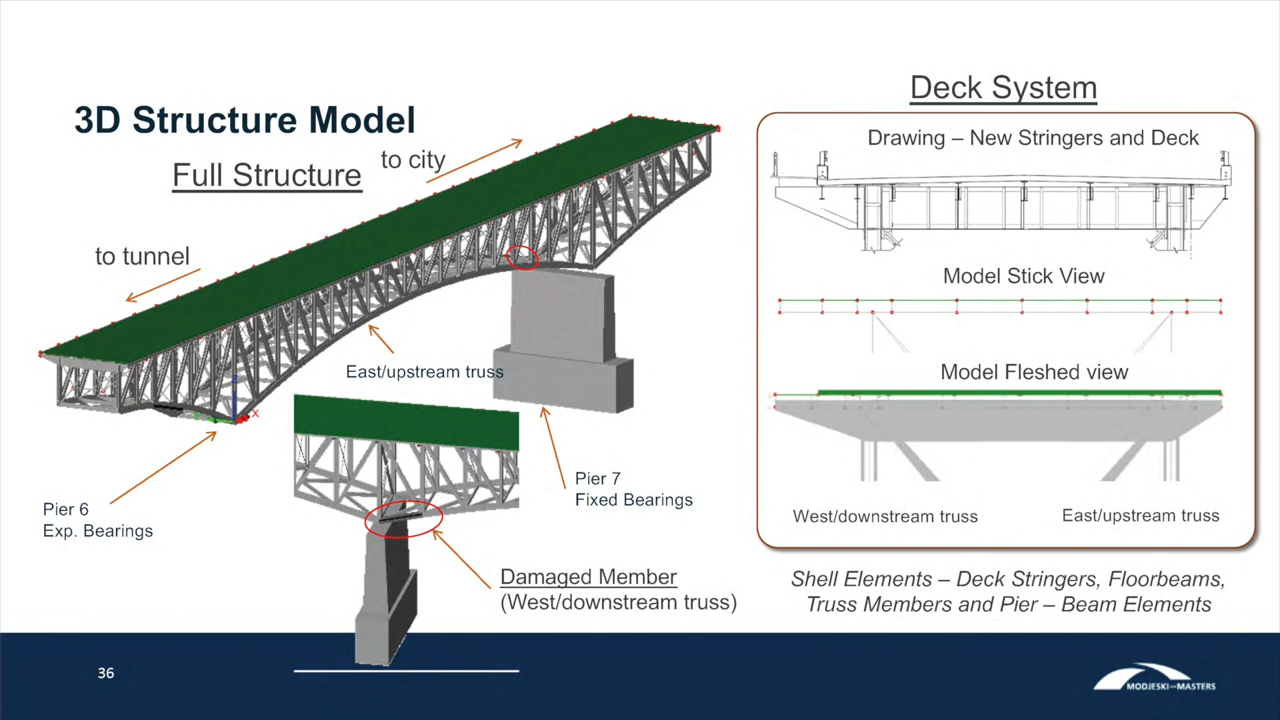 3D Structure Model
Full Structure
to city
to tunnel
East/upstream truss
X
Pier 6
Exp. Bearings
Pier 7
Fixed Bearings
Damaged Member
(West/downstream truss)
Deck System
Drawing – New Stringers and Deck
Model Stick View
Model Fleshed view
West/downstream truss
East/upstream truss
Shell Elements – Deck Stringers, Floorbeams,
Truss Members and Pier – Beam Elements
36
MODJESKI AND MASTERS